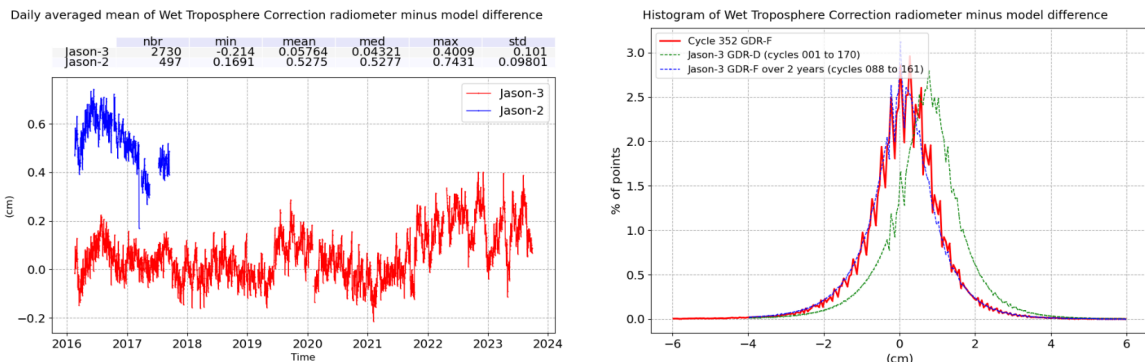 Daily averaged mean of Wet Troposphere Correction radiometer minus model difference
nbr min mean med max std
Jason-3 2730 -0.214 0.05764 0.04321 0.4009 0.101
Jason-2 497 0.1691 0.5275 0.5277 0.7431 0.09801
Jason-3
Jason-2
0.6
0.4
0.2
0.0
−0.2
(cm)
2016 2017 2018 2019 2020 2021 2022 2023 2024
Time
Histogram of Wet Troposphere Correction radiometer minus model difference
Cycle 352 GDR-F
Jason-3 GDR-D (cycles 001 to 170)
Jason-3 GDR-F over 2 years (cycles 088 to 161)
3.0
2.5
2.0
1.5
1.0
0.5
0.0
% of points
−6 −4 −2 0 2 4 6
(cm)